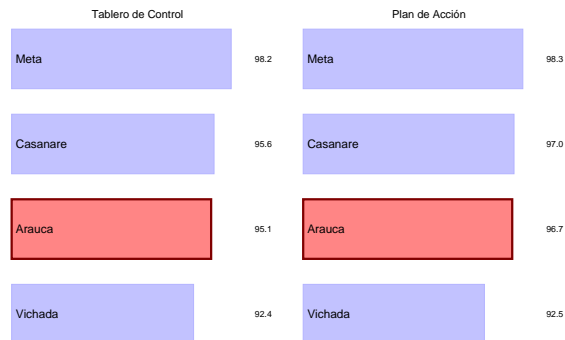 Tablero de Control
Meta 98.2
Casanare 95.6
Arauca 95.1
Vichada 92.4
Plan de Acción
Meta 98.3
Casanare 97.0
Arauca 96.7
Vichada 92.5